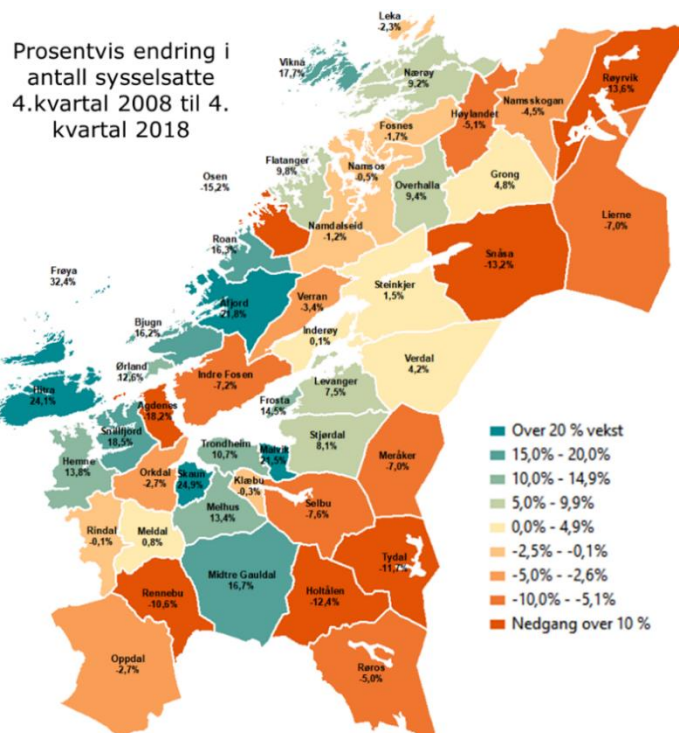 Prosentvis endring i
antall sysselsatte
4.kvartal 2008 til 4.
kvartal 2018
Leka
-2,3%
Vikna
17,7%
Nærøy
9,2%
Røyrvik
-13,6%
Namsskogan
-4,5%
Høylandet
-5,1%
Fosnes
-1,7%
Flatanger
9,8%
Namsos
-0,5%
Overhalla
9,4%
Grong
4,8%
Osen
-15,2%
Lierne
-7,0%
Namdalseid
-1,2%
Roan
16,3%
Snåsa
-13,2%
Steinkjer
1,5%
Frøya
32,4%
Åfjord
21,8%
Verran
-3,4%
Bjugn
16,2%
Inderøy
0,1%
Verdal
4,2%
Ørland
12,6%
Indre Fosen
-7,2%
Levanger
7,5%
Hitra
24,1%
Agdenes
-18,2%
Frosta
14,5%
Snillfjord
18,5%
Stjørdal
8,1%
Trondheim
10,7%
Malvik
21,5%
Meråker
-7,0%
Hemne
13,8%
Orkdal
-2,7%
Skaun
24,9%
Klæbu
-0,3%
Selbu
-7,6%
Melhus
13,4%
Rindal
-0,1%
Meldal
0,8%
Tydal
-11,7%
Midtre Gauldal
16,7%
Rennebu
-10,6%
Holtålen
-12,4%
Oppdal
-2,7%
Røros
-5,0%
Over 20 % vekst
15,0% - 20,0%
10,0% - 14,9%
5,0% - 9,9%
0,0% - 4,9%
-2,5% - -0,1%
-5,0% - -2,6%
-10,0% - -5,1%
Nedgang over 10 %